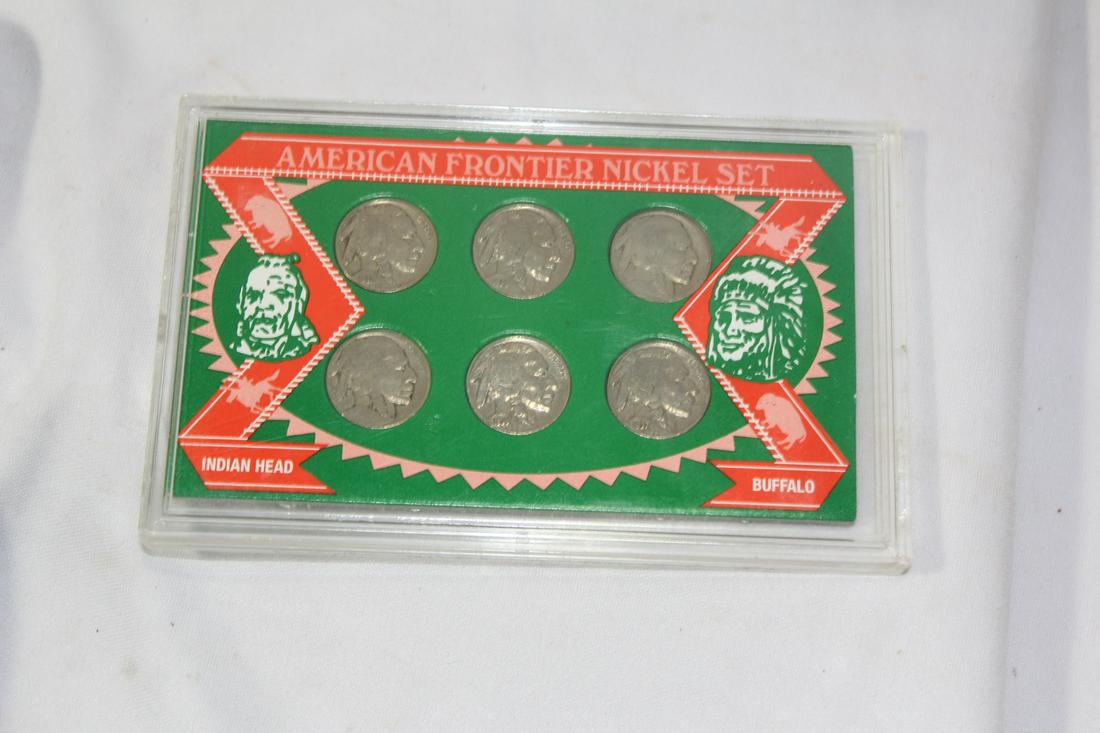 AMERICAN FRONTIER NICKEL SET
INDIAN HEAD
BUFFALO